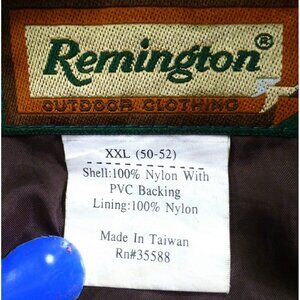 Remington®
OUTDOOR CLOTHING
XXL (50-52)
Shell:100% Nylon With
PVC Backing
Lining:100% Nylon
Made In Taiwan
Rn#35588